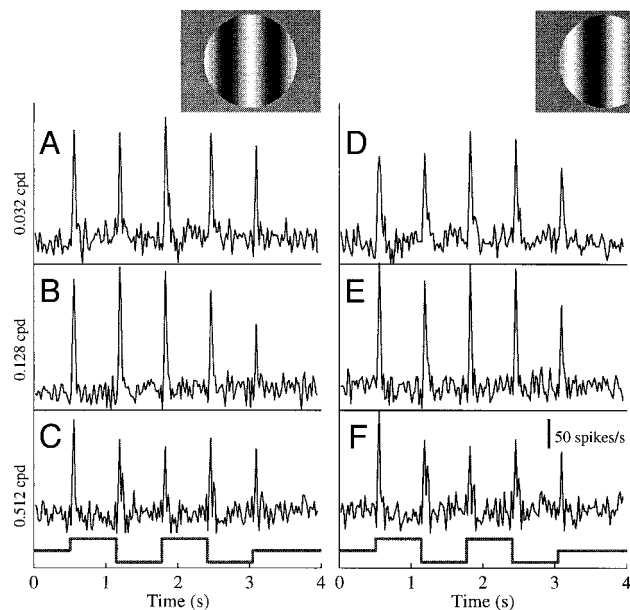 A
D
0.032 cpd
B
E
0.128 cpd
C
F
50 spikes/s
0.512 cpd
0 1 2 3 4 0 1 2 3 4
Time (s) Time (s)